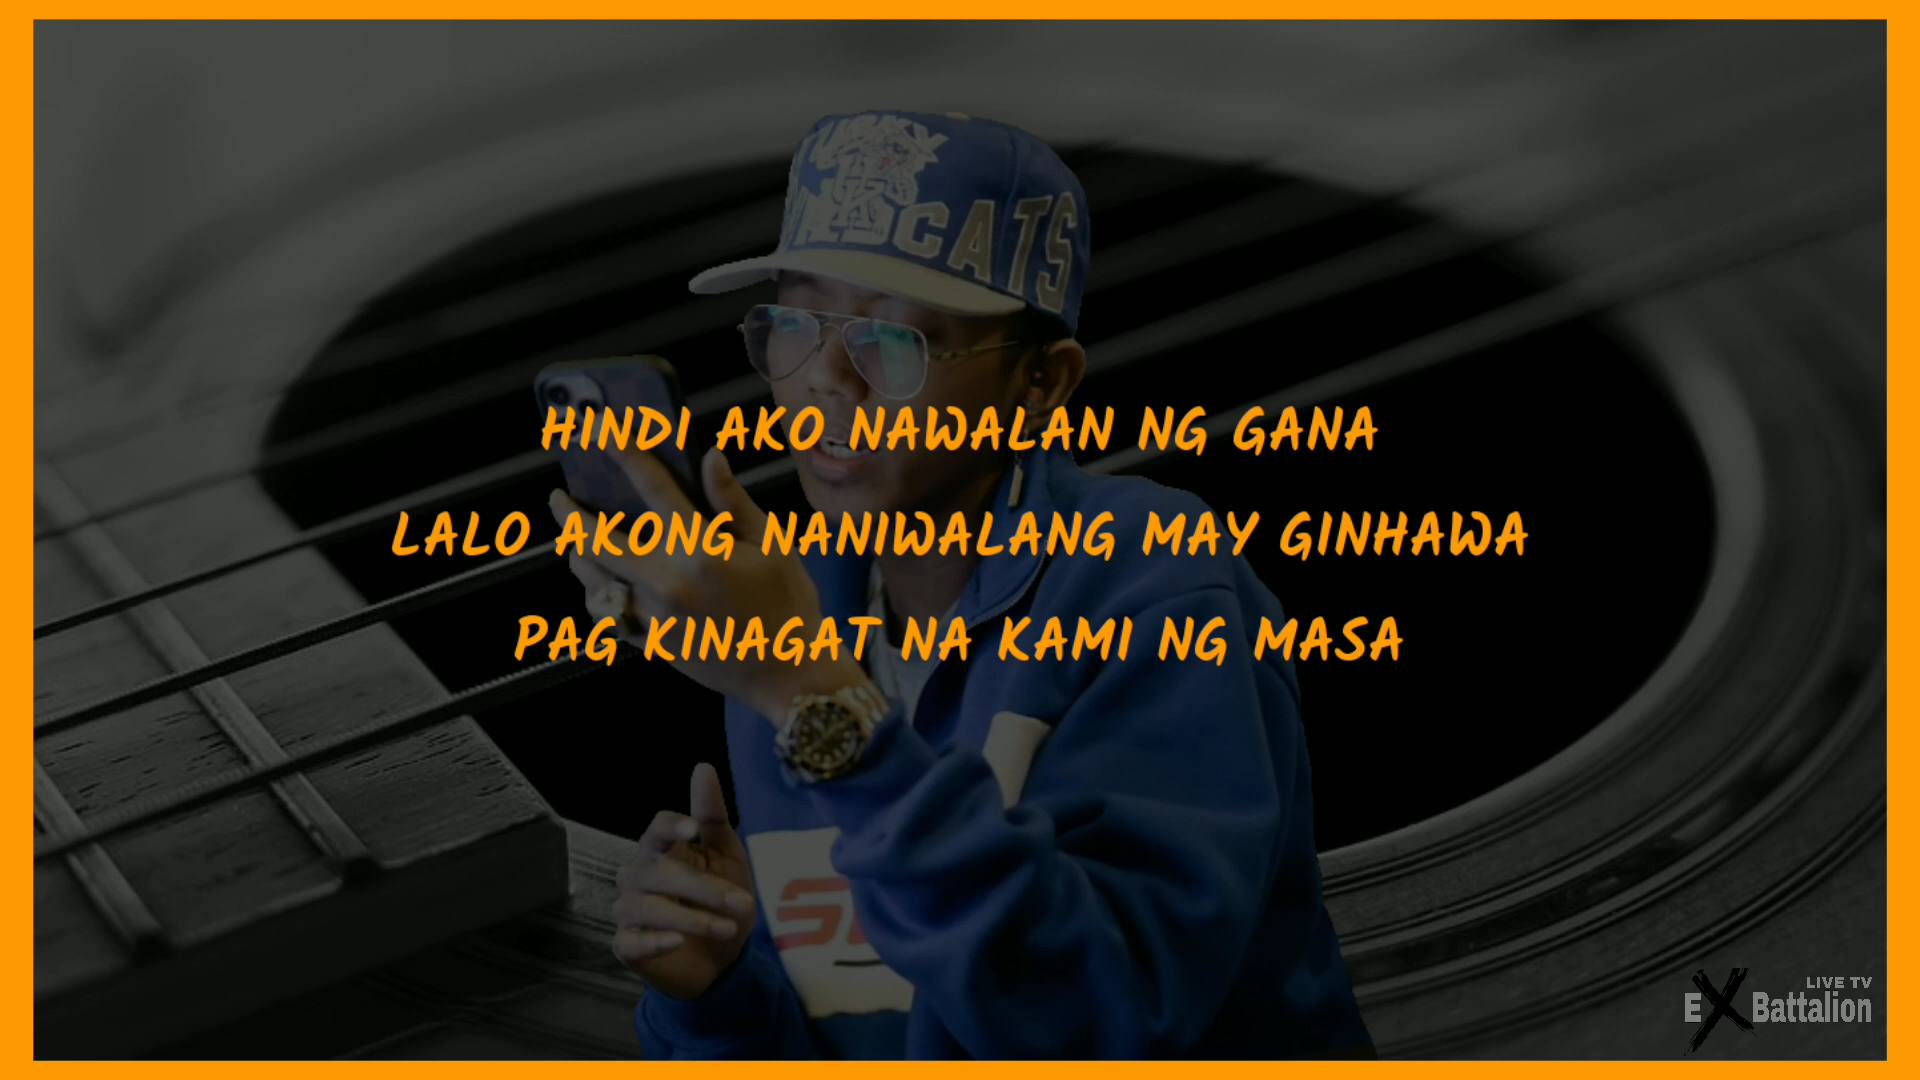 CATS
HINDI AKO NAWALAN NG GANA
LALO AKONG NANIWALANG MAY GINHAWA
PAG KINAGAT NA KAMI NG MASA
LIVE TV
EX Battalion